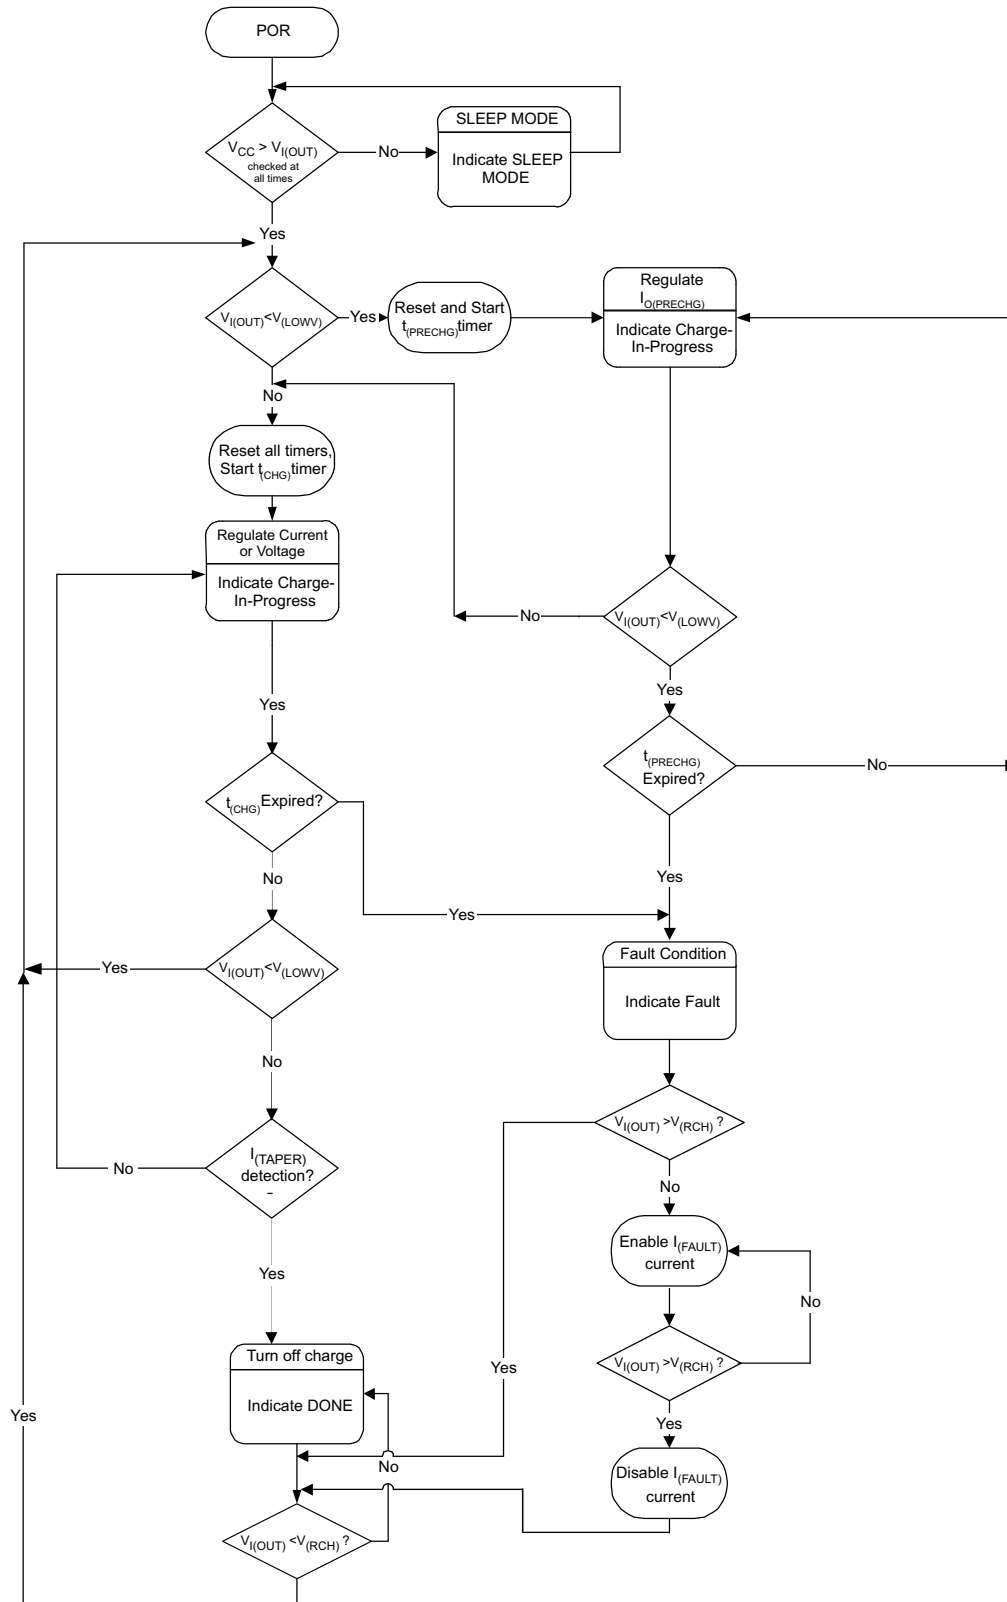 POR
V_CC > V_I(OUT)
checked at
all times
No
SLEEP MODE
Indicate SLEEP
MODE
Yes
V_I(OUT)<V_(LOWV)
Yes
Reset and Start
t_(PRECHG) timer
Regulate
I_O(PRECHG)
Indicate Charge-
In-Progress
No
Reset all timers,
Start t_(CHG) timer
Regulate Current
or Voltage
Indicate Charge-
In-Progress
No
V_I(OUT)<V_(LOWV)
Yes
Yes
t_(PRECHG)
Expired?
No
t_(CHG) Expired?
No
Yes
Yes
V_I(OUT)<V_(LOWV)
Yes
Fault Condition
Indicate Fault
No
V_I(OUT) >V_(RCH) ?
I_(TAPER)
detection?
-
No
No
Enable I_(FAULT)
current
Yes
No
V_I(OUT) >V_(RCH) ?
Turn off charge
Indicate DONE
Yes
Yes
Yes
No
Disable I_(FAULT)
current
V_I(OUT) <V_(RCH) ?